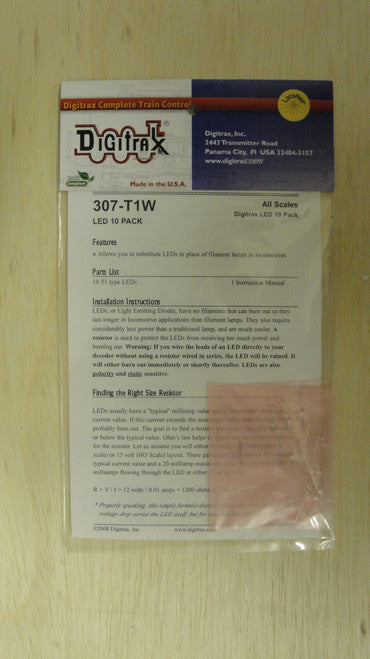 Digitrax Complete Train Control
LocoNet
DIGITRAX®
Digitrax, Inc.
2443 Transmitter Road
Panama City, Fl USA 32404-3157
www.digitrax.com
Made in the U.S.A.
307-T1W
All Scales
LED 10 PACK
Digitrax LED 10 Pack
Features
Allows you to substitute LEDs in place of filament lamps in locomotives
Parts List
10 T1 type LEDs
1 Instruction Manual
Installation Instructions
LEDs, or Light Emitting Diodes, have no filaments that can burn out so they
last longer in locomotive applications than filament lamps. They also require
considerably less power than a traditional lamp, and are much cooler. A
resistor is used to protect the LEDs from receiving too much power and
burning out. Warning: If you wire the leads of an LED directly to your
decoder without using a resistor wired in series, the LED will be ruined. It
will either burn out immediately or shortly thereafter. LEDs are also
polarity and static sensitive.
Finding the Right Size Resistor
LEDs usually have a "typical" milliamp value
current value. If this current exceeds the maximum
probably burn out. The goal is to find a resistor
or below the typical value. Ohm's law helps
for the resistor. Let us assume you will either
scale) or 15 volt (HO Scale) layout. These
typical current value and a 20 milliamp
milliamps flowing through the LED at either
R = V / I = 12 volts / 0.01 amps = 1200 ohms
* Properly speaking, this simple formula
voltage drop across the LED itself, but for
©2008 Digitrax, Inc
www.digitrax.com